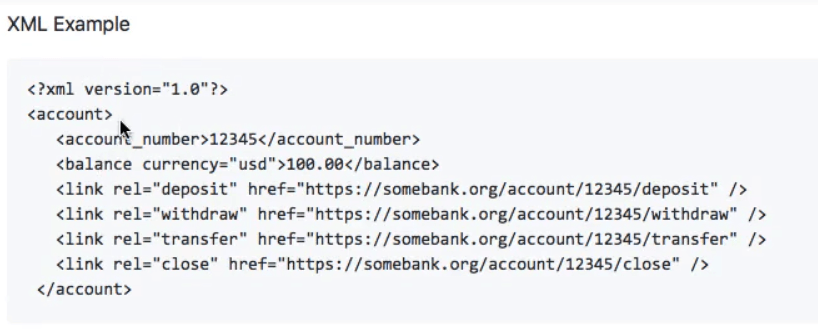 XML Example
<?xml version="1.0"?>
<account>
<account_number>12345</account_number>
<balance currency="usd">100.00</balance>
<link rel="deposit" href="https://somebank.org/account/12345/deposit" />
<link rel="withdraw" href="https://somebank.org/account/12345/withdraw" />
<link rel="transfer" href="https://somebank.org/account/12345/transfer" />
<link rel="close" href="https://somebank.org/account/12345/close" />
</account>